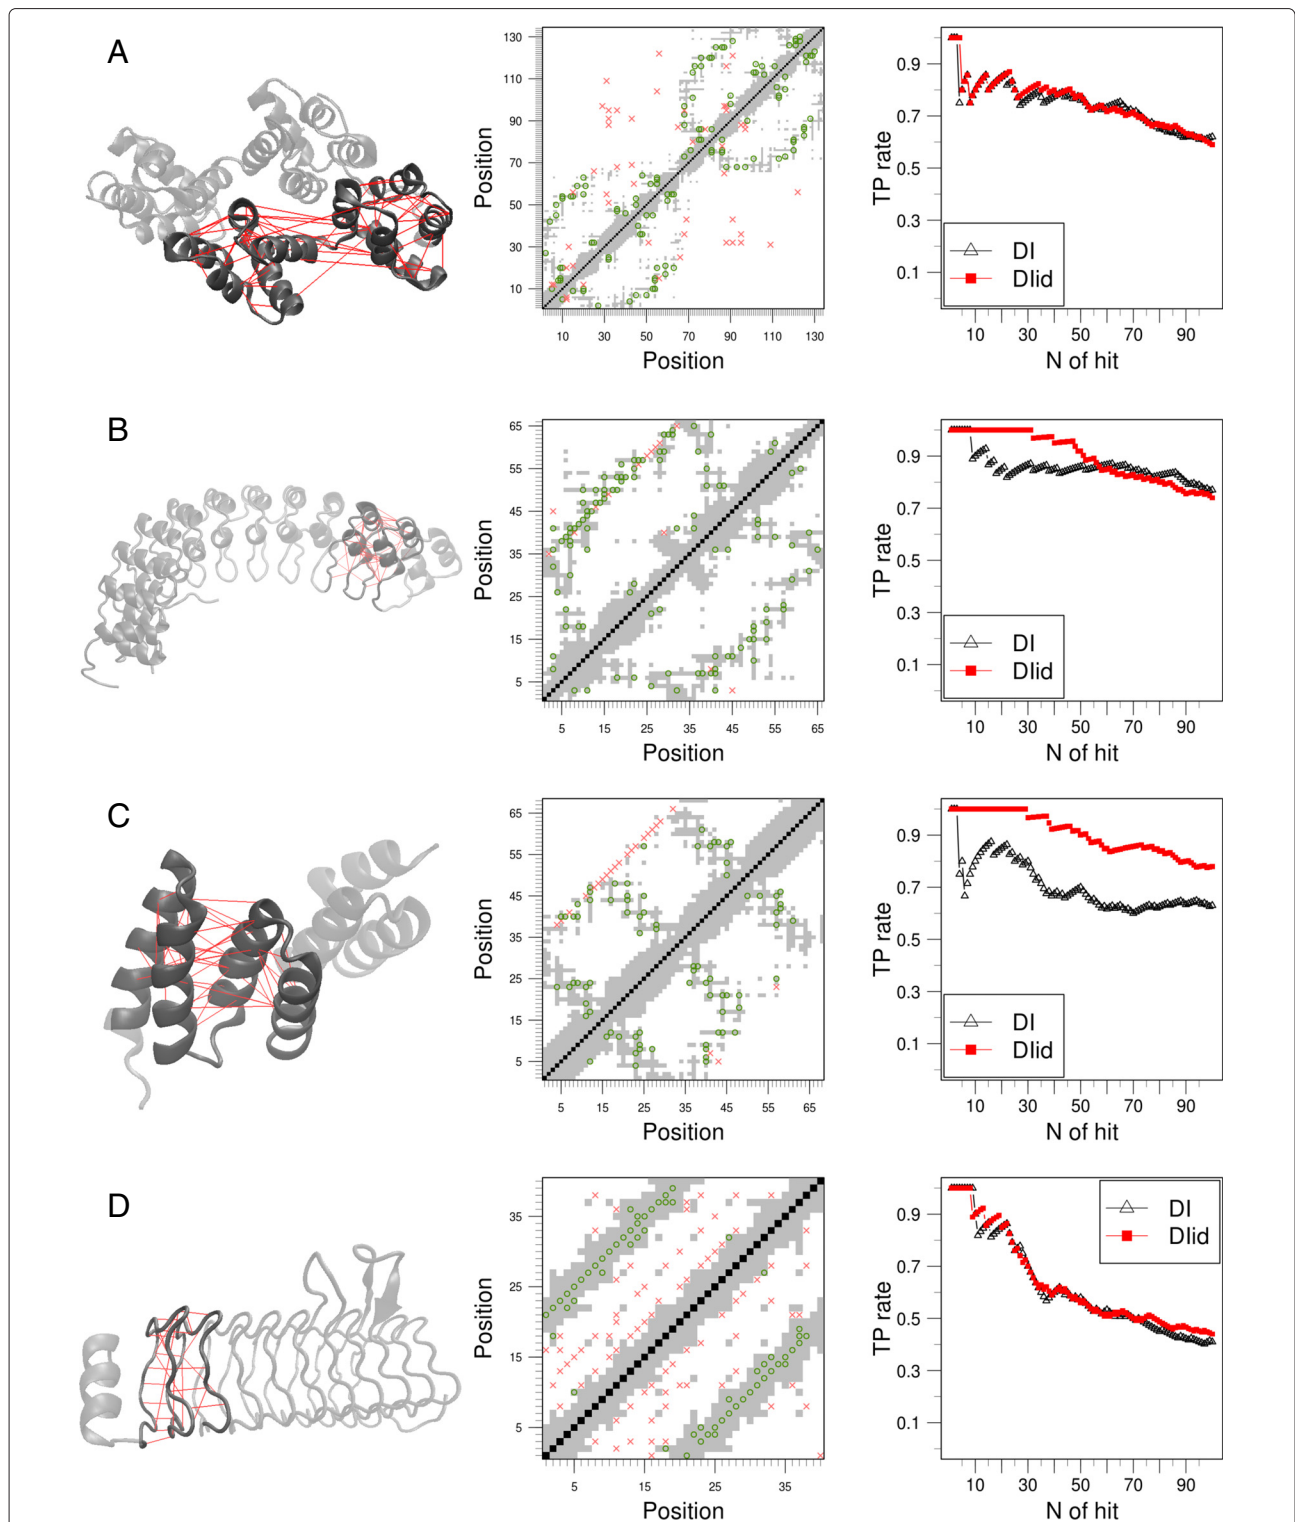 A
130
110
90
70
50
30
10
Position
10 30 50 70 90 110 130
Position
0.9
0.7
0.5
0.3
0.1
TP rate
DI
DIid
10 30 50 70 90
N of hit
B
65
55
45
35
25
15
5
Position
5 15 25 35 45 55 65
Position
0.9
0.7
0.5
0.3
0.1
TP rate
DI
DIid
10 30 50 70 90
N of hit
C
65
55
45
35
25
15
5
Position
5 15 25 35 45 55 65
Position
0.9
0.7
0.5
0.3
0.1
TP rate
DI
DIid
10 30 50 70 90
N of hit
D
35
25
15
5
Position
5 15 25 35
Position
0.9
0.7
0.5
0.3
0.1
TP rate
DI
DIid
10 30 50 70 90
N of hit